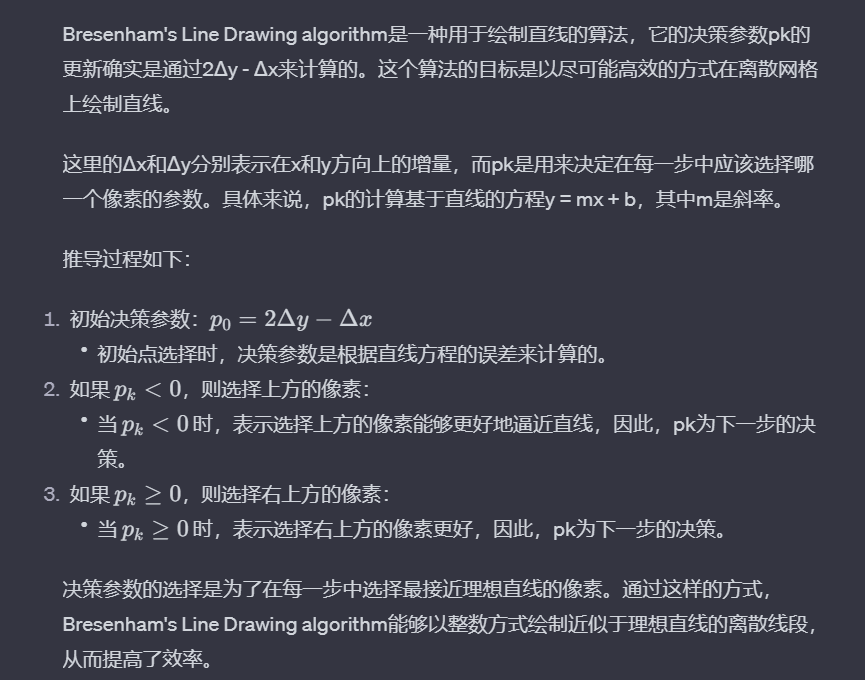 Bresenham's Line Drawing algorithm是一种用于绘制直线的算法，它的决策参数pk的
更新确实是通过2Δy - Δx来计算的。这个算法的目标是以尽可能高效的方式在离散网格
上绘制直线。
这里的Δx和Δy分别表示在x和y方向上的增量，而pk是用来决定在每一步中应该选择哪
一个像素的参数。具体来说，pk的计算基于直线的方程y = mx + b，其中m是斜率。
推导过程如下：
1. 初始决策参数：p₀ = 2Δy − Δx
• 初始点选择时，决策参数是根据直线方程的误差来计算的。
2. 如果 pₖ < 0，则选择上方的像素：
• 当 pₖ < 0 时，表示选择上方的像素能够更好地逼近直线，因此，pk为下一步的决
策。
3. 如果 pₖ ≥ 0，则选择右上方的像素：
• 当 pₖ ≥ 0 时，表示选择右上方的像素更好，因此，pk为下一步的决策。
决策参数的选择是为了在每一步中选择最接近理想直线的像素。通过这样的方式，
Bresenham's Line Drawing algorithm能够以整数方式绘制近似于理想直线的离散线段，
从而提高了效率。